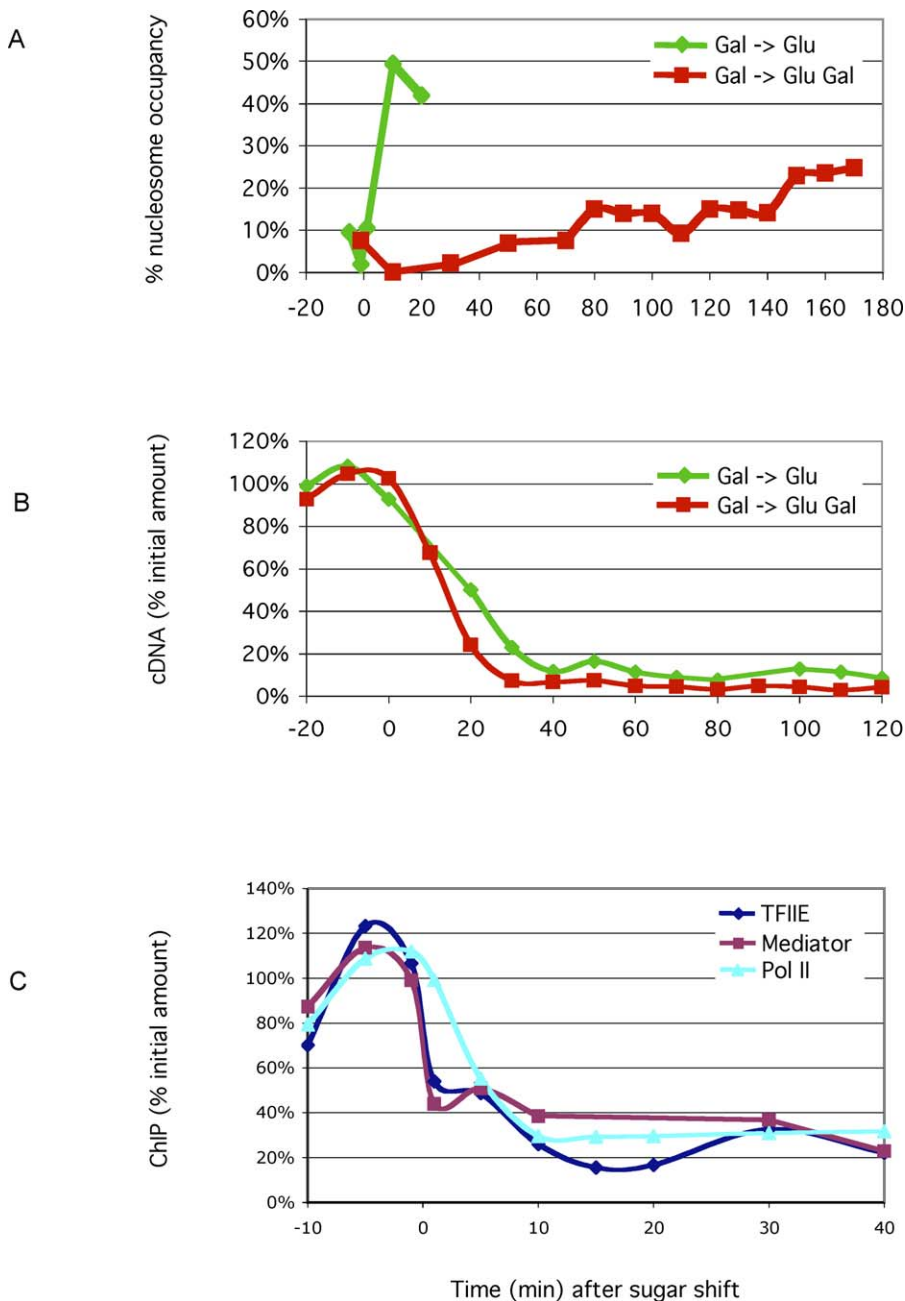 A
% nucleosome occupancy
60%
50%
40%
30%
20%
10%
0%
Gal -> Glu
Gal -> Glu Gal
-20 0 20 40 60 80 100 120 140 160 180
B
cDNA (% initial amount)
120%
100%
80%
60%
40%
20%
0%
Gal -> Glu
Gal -> Glu Gal
-20 0 20 40 60 80 100 120
C
ChIP (% initial amount)
140%
120%
100%
80%
60%
40%
20%
0%
TFIIE
Mediator
Pol II
-10 0 10 20 30 40
Time (min) after sugar shift